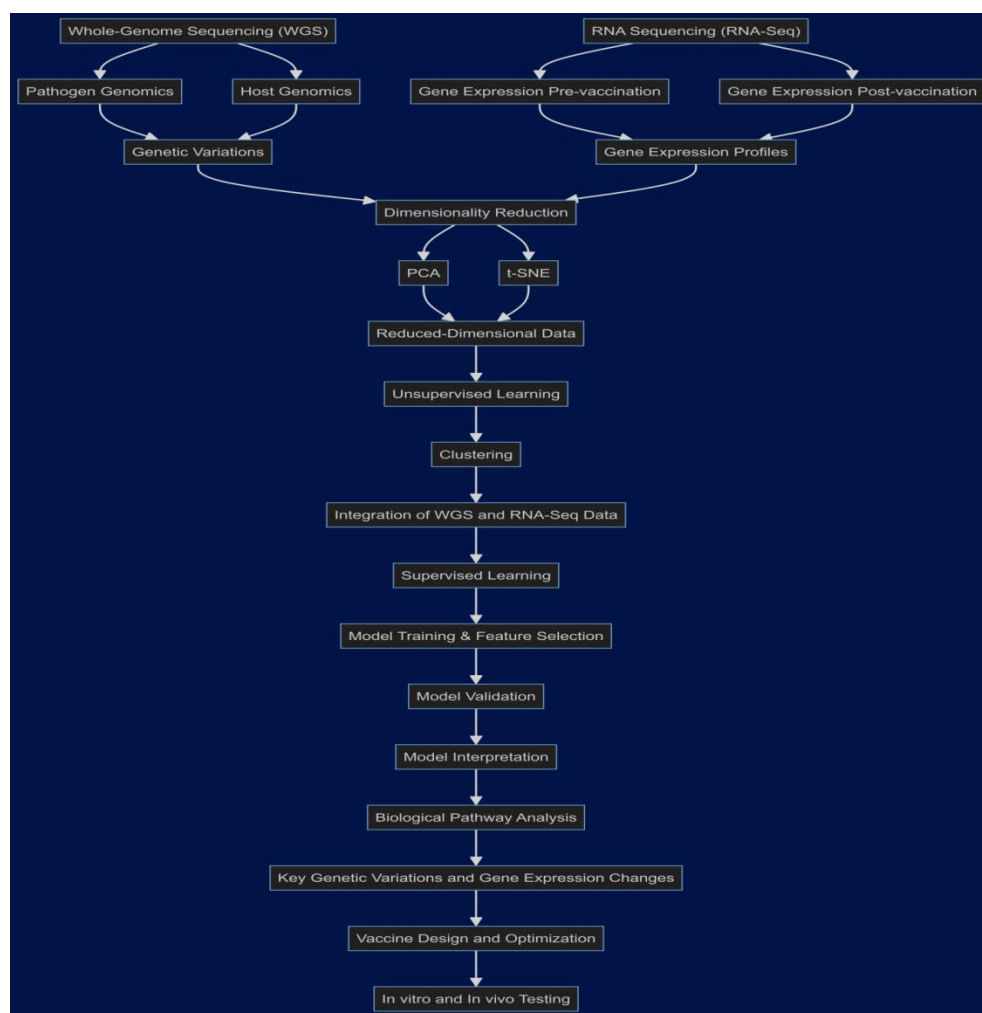 Whole-Genome Sequencing (WGS)
RNA Sequencing (RNA-Seq)
Pathogen Genomics
Host Genomics
Gene Expression Pre-vaccination
Gene Expression Post-vaccination
Genetic Variations
Gene Expression Profiles
Dimensionality Reduction
PCA
t-SNE
Reduced-Dimensional Data
Unsupervised Learning
Clustering
Integration of WGS and RNA-Seq Data
Supervised Learning
Model Training & Feature Selection
Model Validation
Model Interpretation
Biological Pathway Analysis
Key Genetic Variations and Gene Expression Changes
Vaccine Design and Optimization
In vitro and In vivo Testing